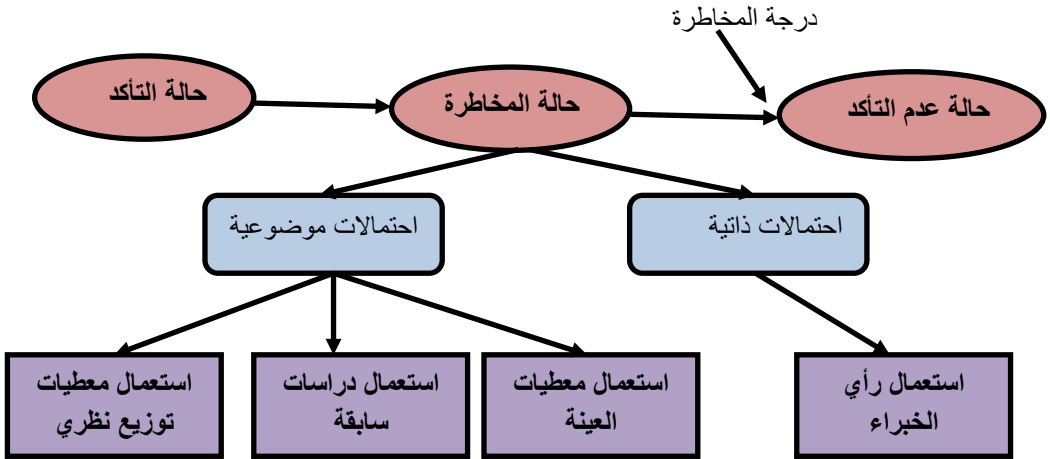 درجة المخاطرة
حالة عدم التأكد
حالة المخاطرة
حالة التأكد
احتمالات ذاتية
احتمالات موضوعية
استعمال رأي
الخبراء
استعمال معطيات
العينة
استعمال دراسات
سابقة
استعمال معطيات
توزيع نظري